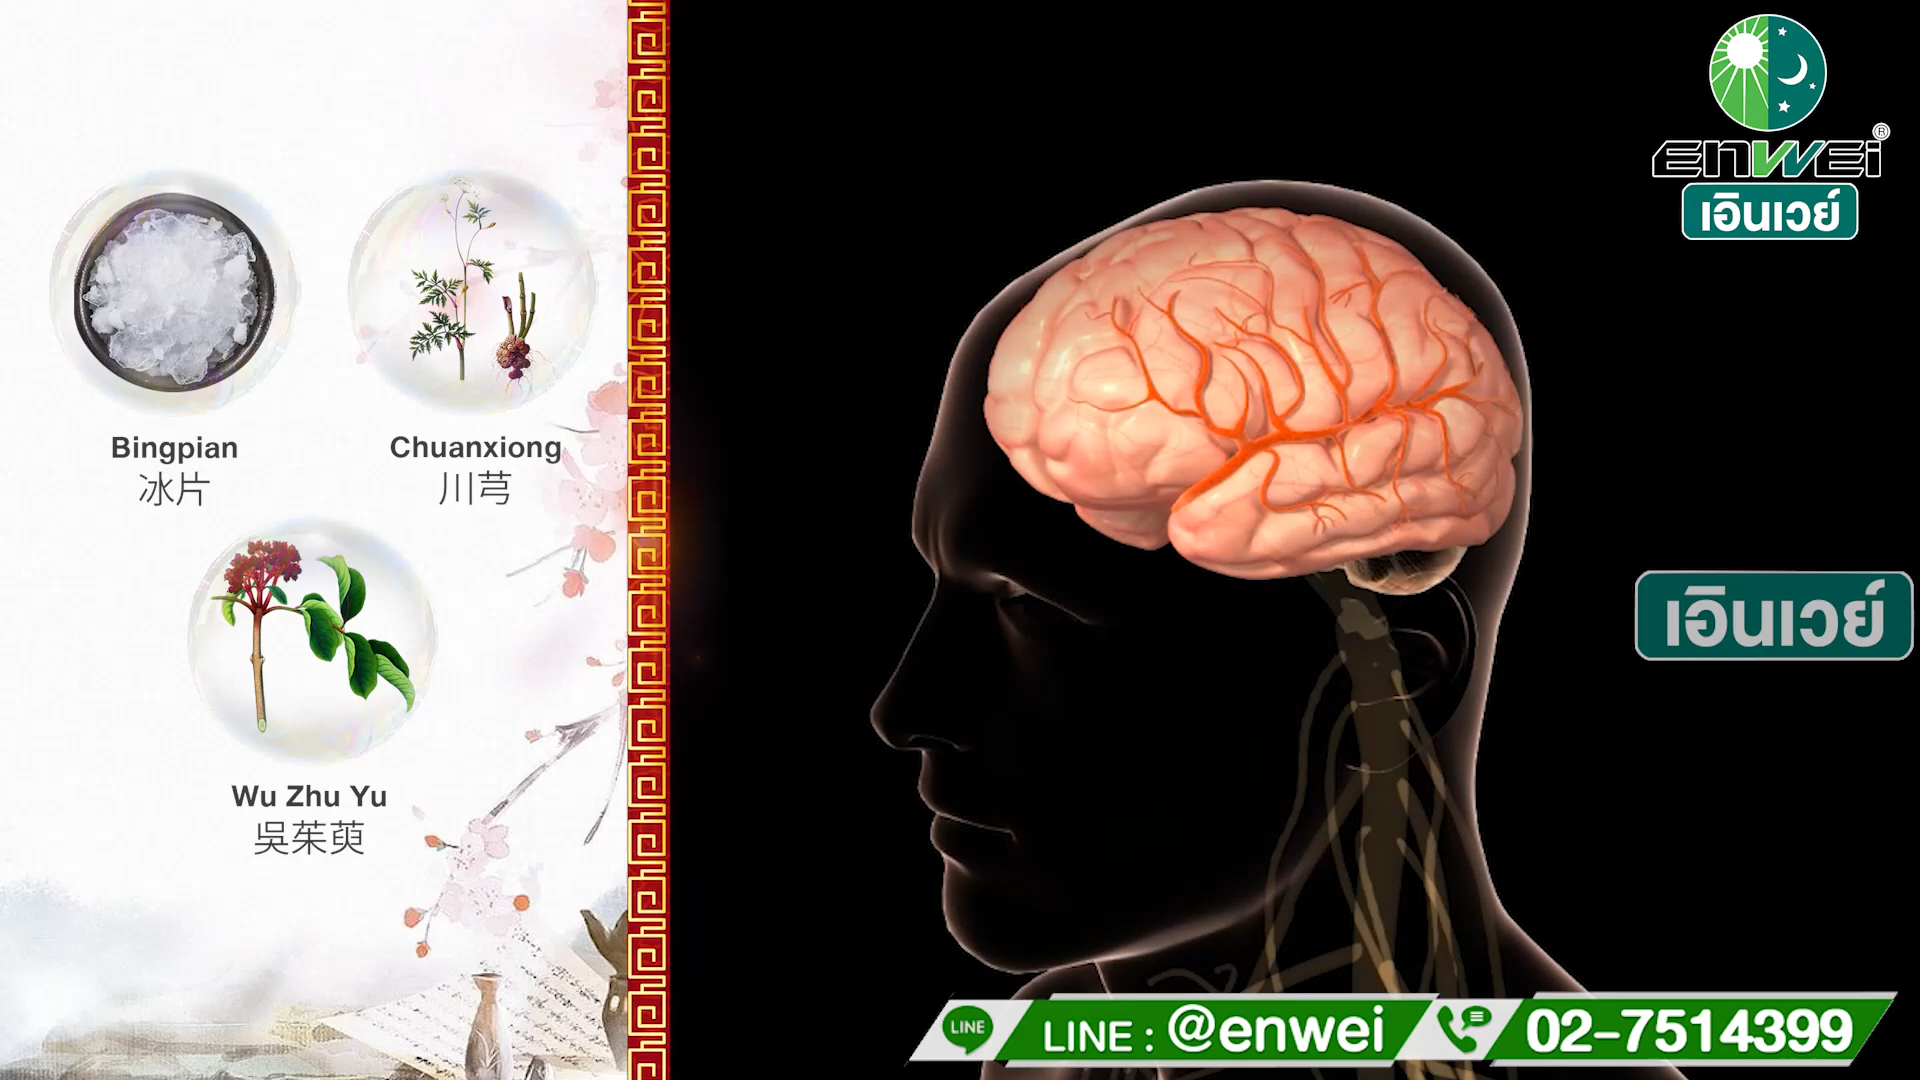 Bingpian
冰片
Chuanxiong
川芎
Wu Zhu Yu
吳茱萸
ENWEI®
เอินเวย์
เอินเวย์
LINE
LINE : @enwei
02-7514399